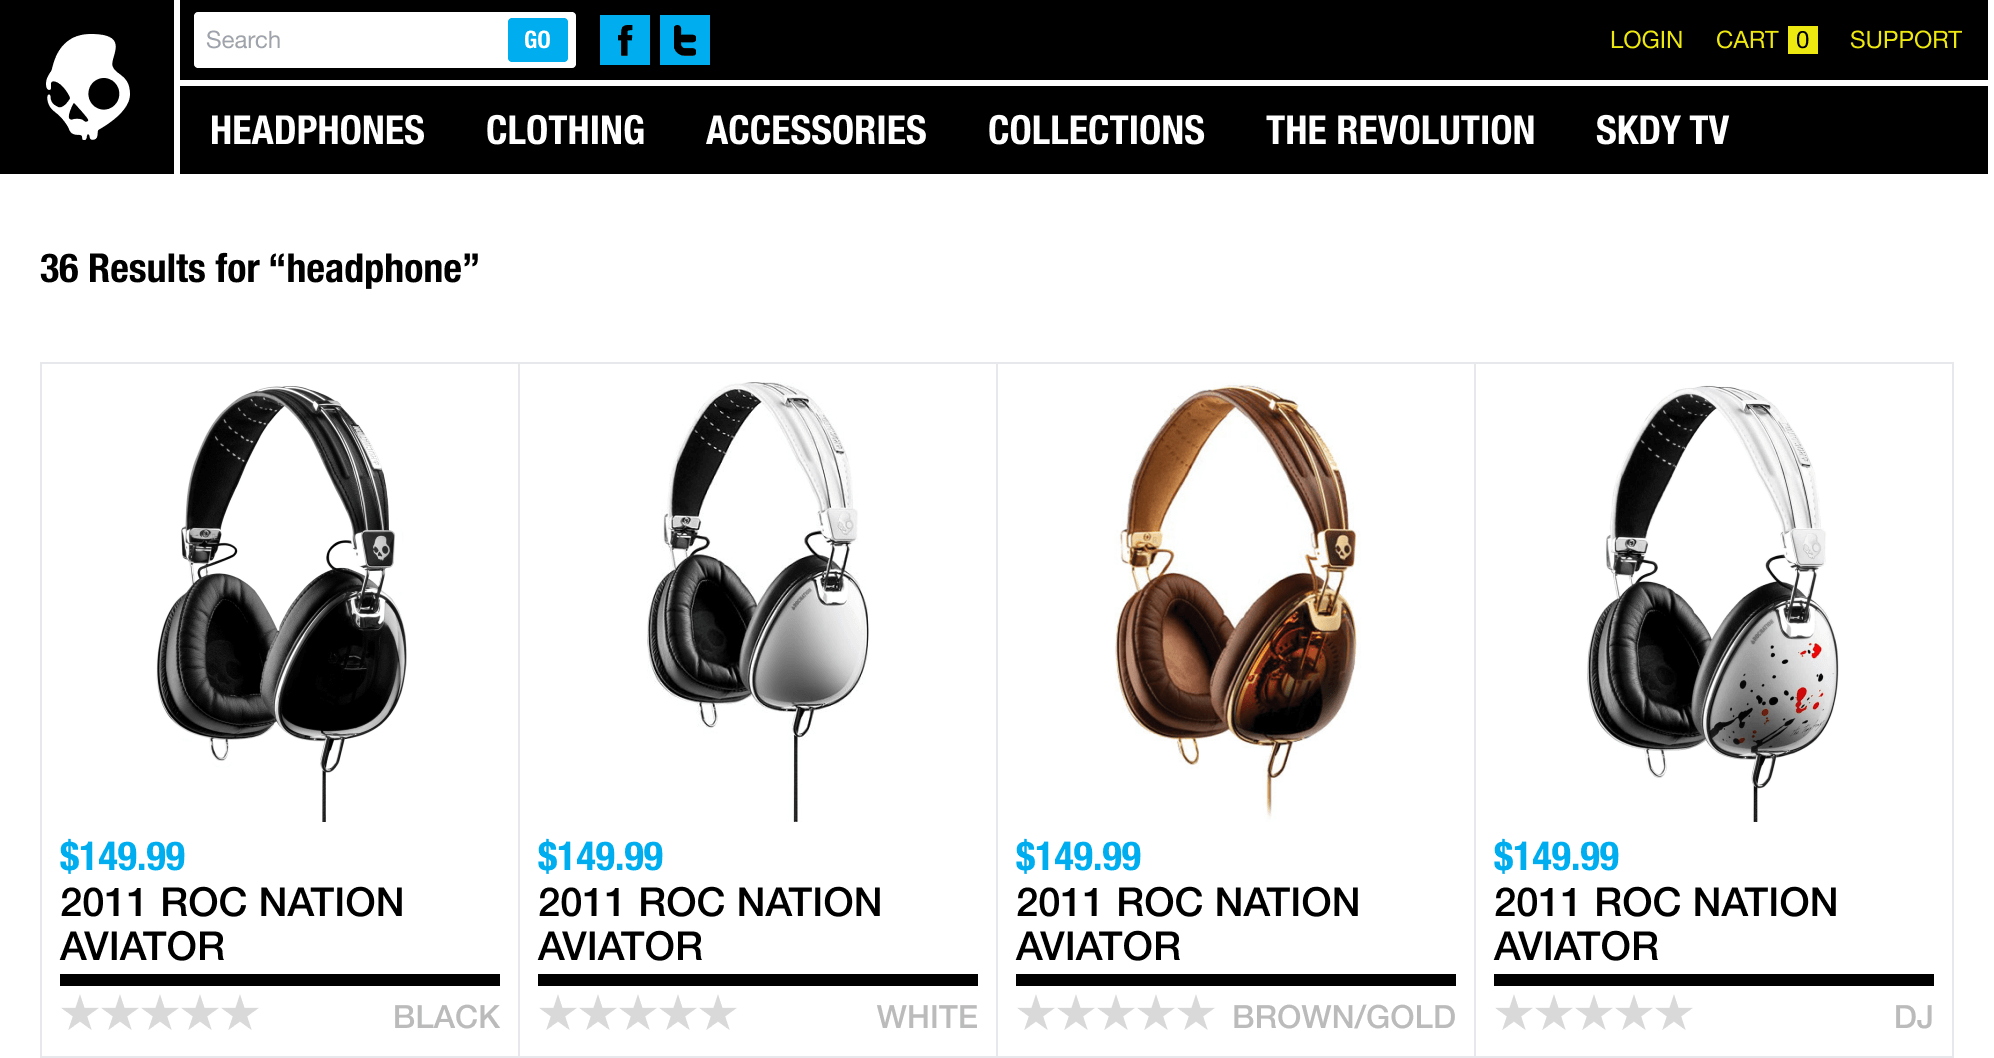 Search GO LOGIN CART 0 SUPPORT
HEADPHONES CLOTHING ACCESSORIES COLLECTIONS THE REVOLUTION SKDY TV
36 Results for “headphone”
$149.99 $149.99 $149.99 $149.99
2011 ROC NATION 2011 ROC NATION 2011 ROC NATION 2011 ROC NATION
AVIATOR AVIATOR AVIATOR AVIATOR
BLACK WHITE BROWN/GOLD DJ